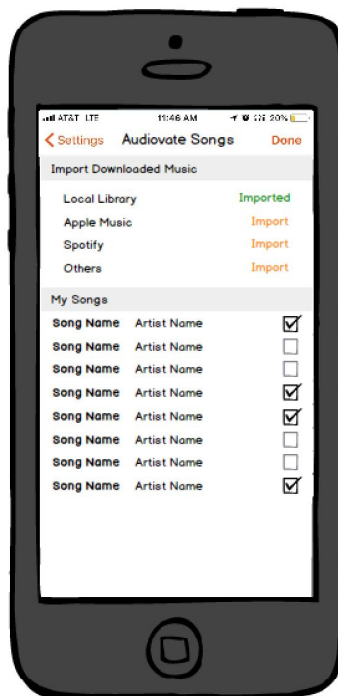 AT&T LTE 11:46 AM 20%
Settings Audiovate Songs Done
Import Downloaded Music
Local Library Imported
Apple Music Import
Spotify Import
Others Import
My Songs
Song Name Artist Name
Song Name Artist Name
Song Name Artist Name
Song Name Artist Name
Song Name Artist Name
Song Name Artist Name
Song Name Artist Name
Song Name Artist Name